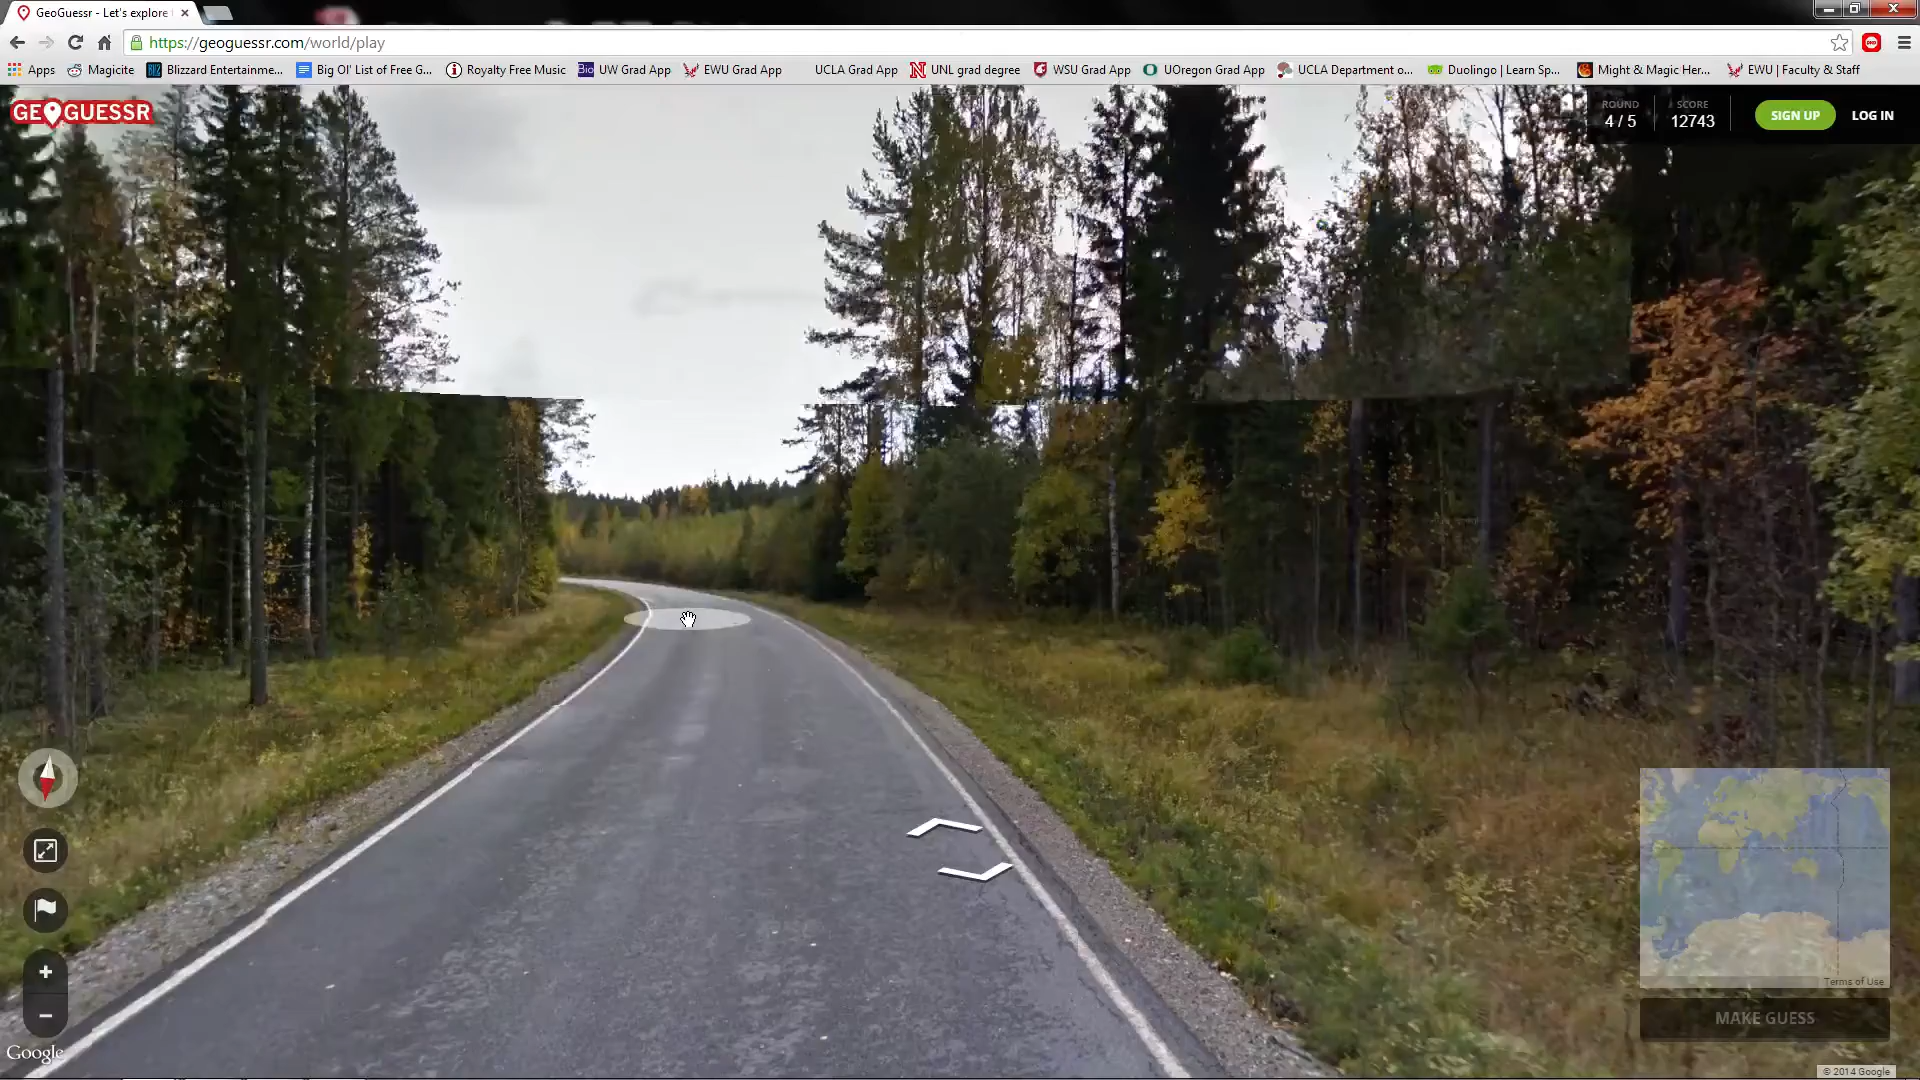 GeoGuessr - Let's explore
https://geoguessr.com/world/play
Apps
Magicite
Blizzard Entertainme...
Big Ol' List of Free G...
Royalty Free Music
Bio UW Grad App
EWU Grad App
UCLA Grad App
UNL grad degree
WSU Grad App
UOregon Grad App
UCLA Department o...
Duolingo | Learn Sp...
Might & Magic Her...
EWU | Faculty & Staff
GEOGUESSR
ROUND
4 / 5
SCORE
12743
SIGN UP
LOG IN
Terms of Use
MAKE GUESS
Google
© 2014 Google